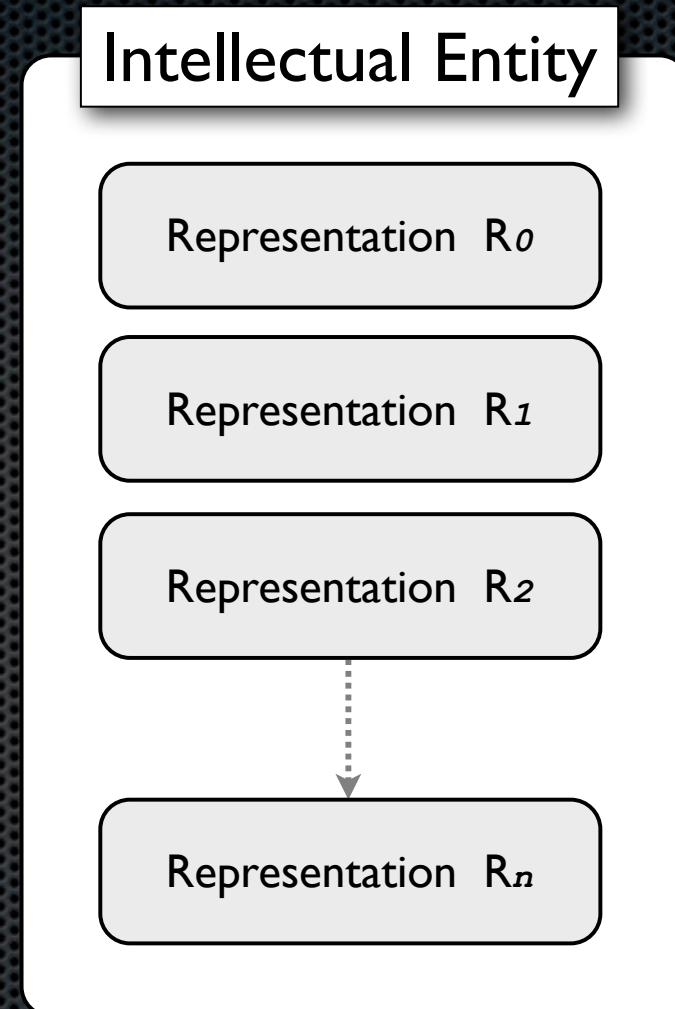 Intellectual Entity
Representation R0
Representation R1
Representation R2
Representation Rn